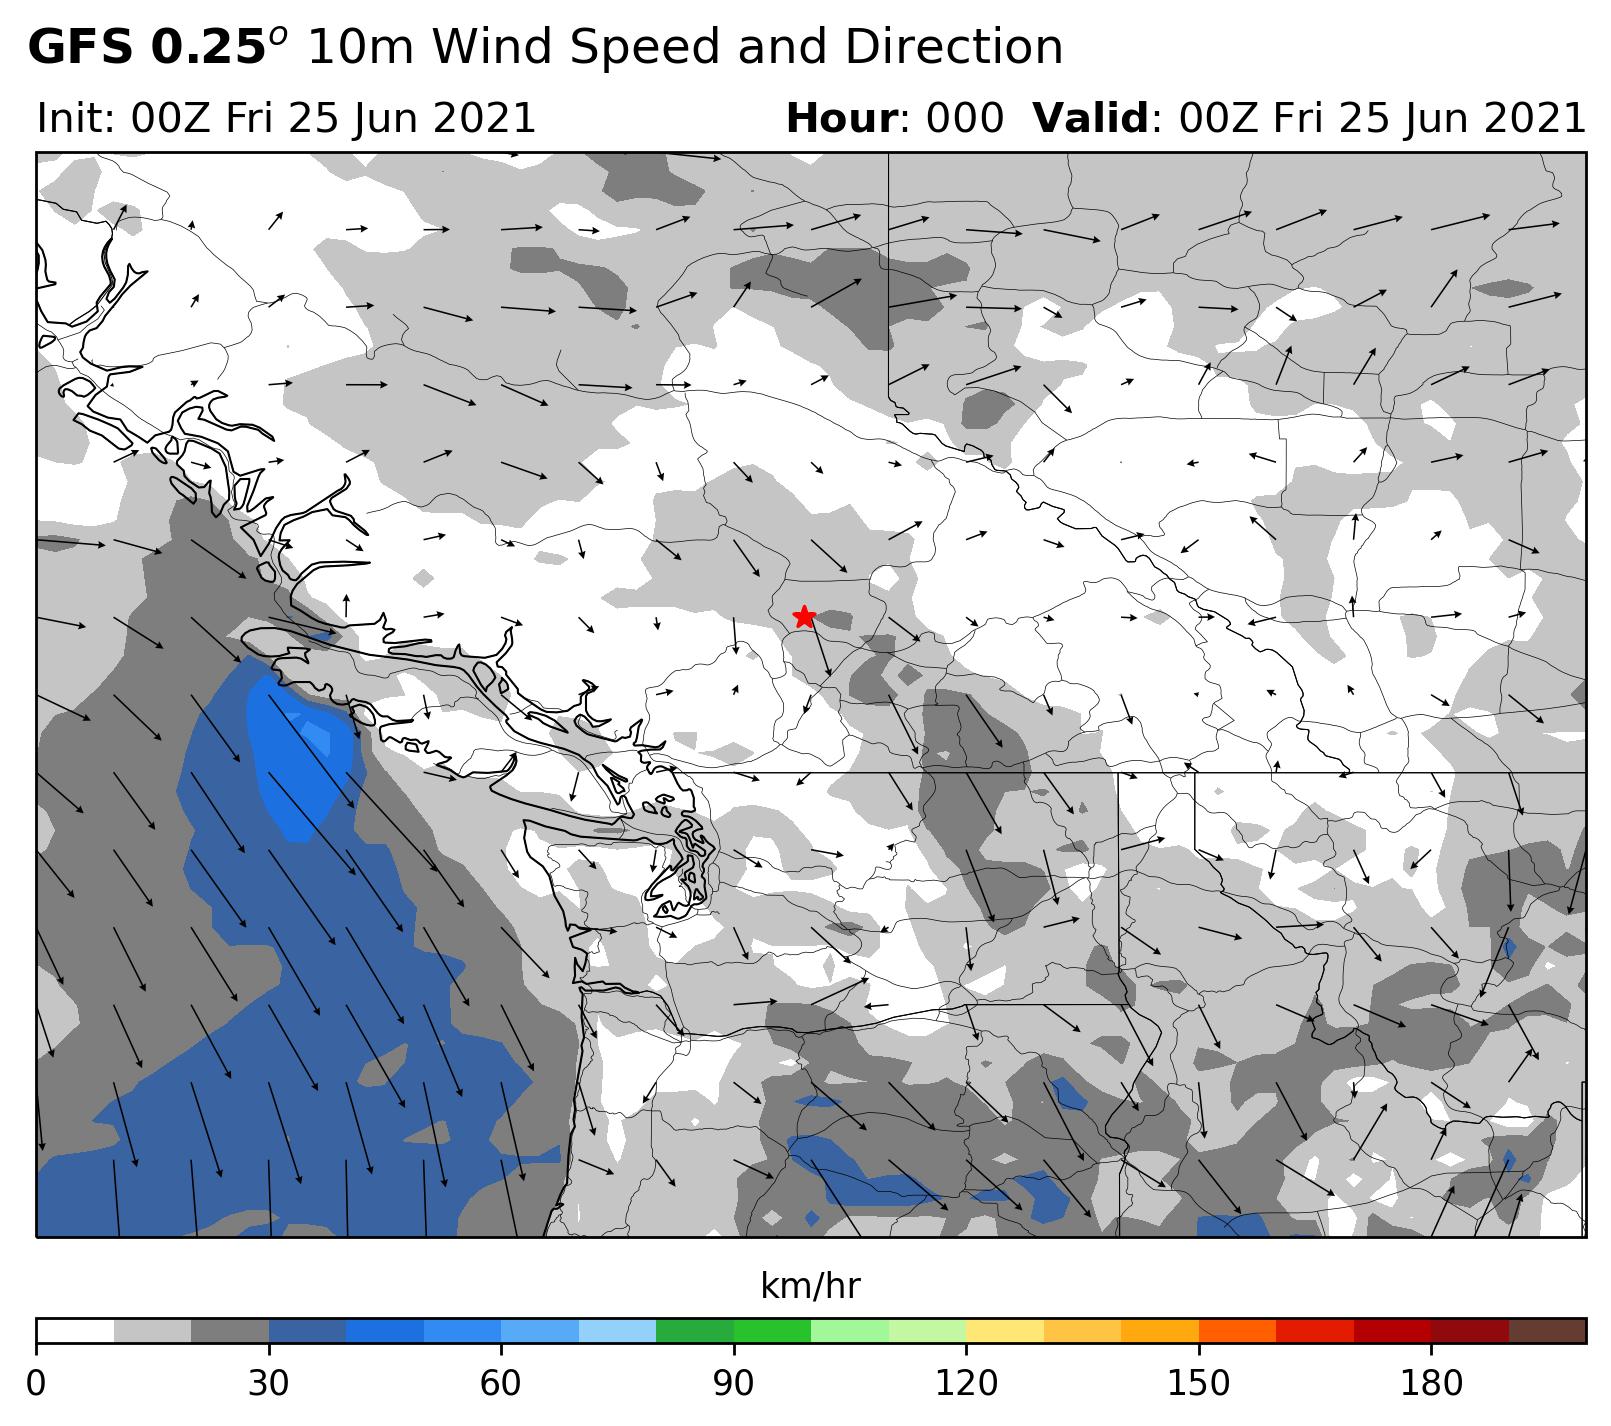 GFS 0.25o 10m Wind Speed and Direction
Init: 00Z Fri 25 Jun 2021 Hour: 000 Valid: 00Z Fri 25 Jun 2021
km/hr
0 30 60 90 120 150 180